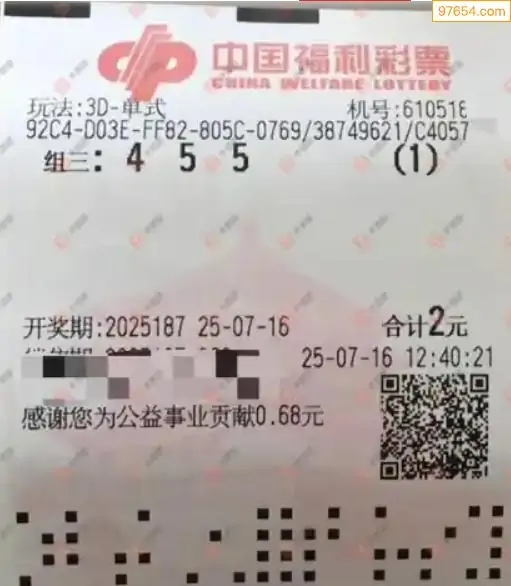 97654.com
中国福利彩票
CHINA WELFARE LOTTERY
玩法:3D-单式 机号:610518
92C4-D03E-FF82-805C-0769/38749621/C4057
组三: 4 5 5 (1)
开奖期:2025187 25-07-16 合计2元
25-07-16 12:40:21
感谢您为公益事业贡献0.68元